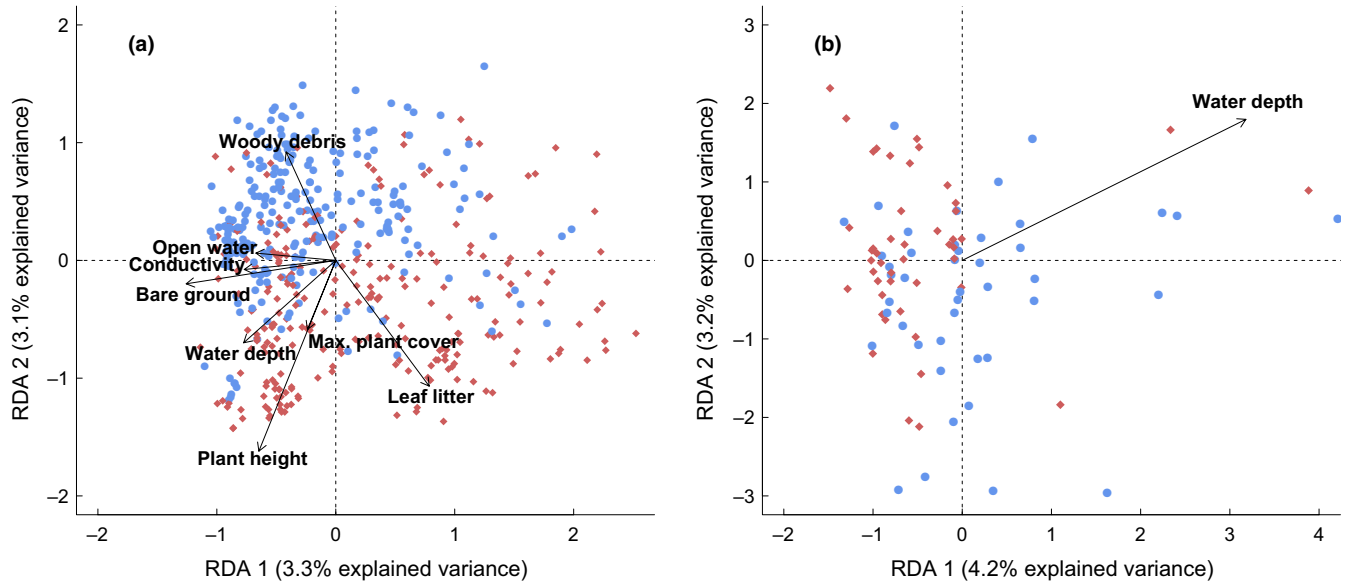 (a)
RDA 2 (3.1% explained variance)
2
1
0
–1
–2
Woody debris
Open water
Conductivity
Bare ground
Water depth
Max. plant cover
Leaf litter
Plant height
–2
–1
0
1
2
RDA 1 (3.3% explained variance)
(b)
RDA 2 (3.2% explained variance)
3
2
1
0
–1
–2
–3
Water depth
–2
–1
0
1
2
3
4
RDA 1 (4.2% explained variance)